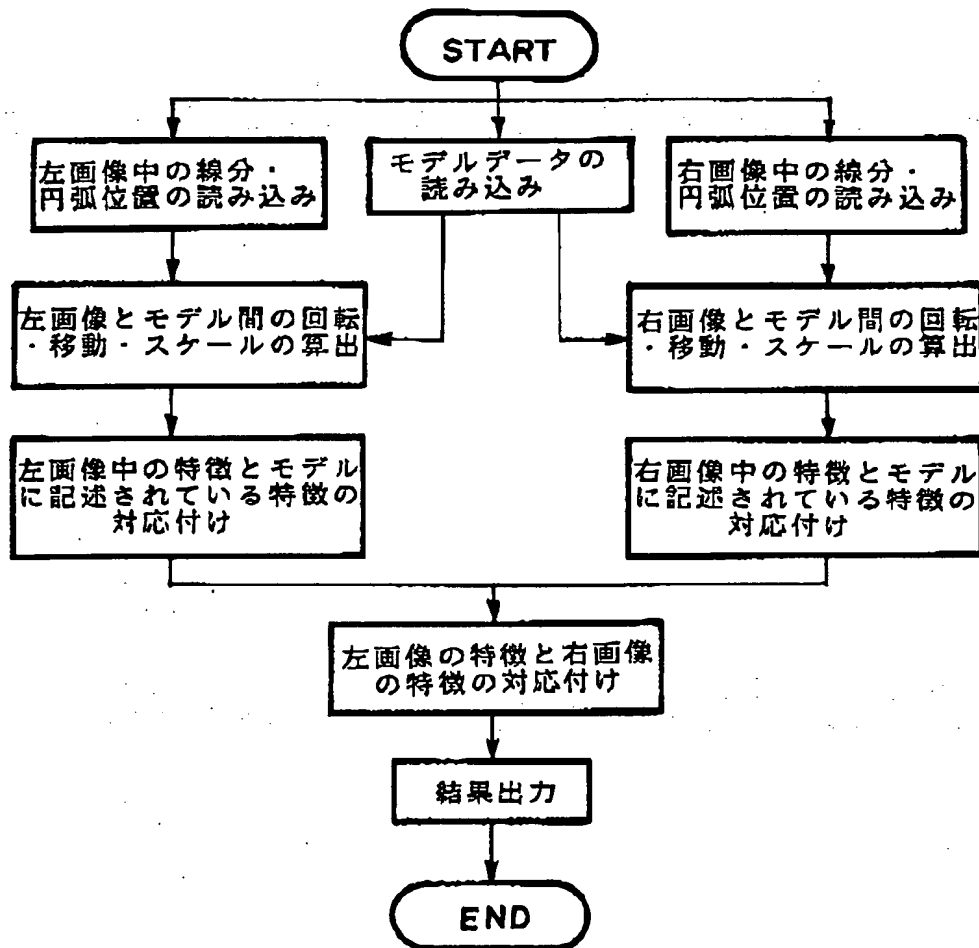 START
左画像中の線分・
円弧位置の読み込み
モデルデータの
読み込み
右画像中の線分・
円弧位置の読み込み
左画像とモデル間の回転
・移動・スケールの算出
右画像とモデル間の回転
・移動・スケールの算出
左画像中の特徴とモデル
に記述されている特徴の
対応付け
右画像中の特徴とモデル
に記述されている特徴の
対応付け
左画像の特徴と右画像
の特徴の対応付け
結果出力
END